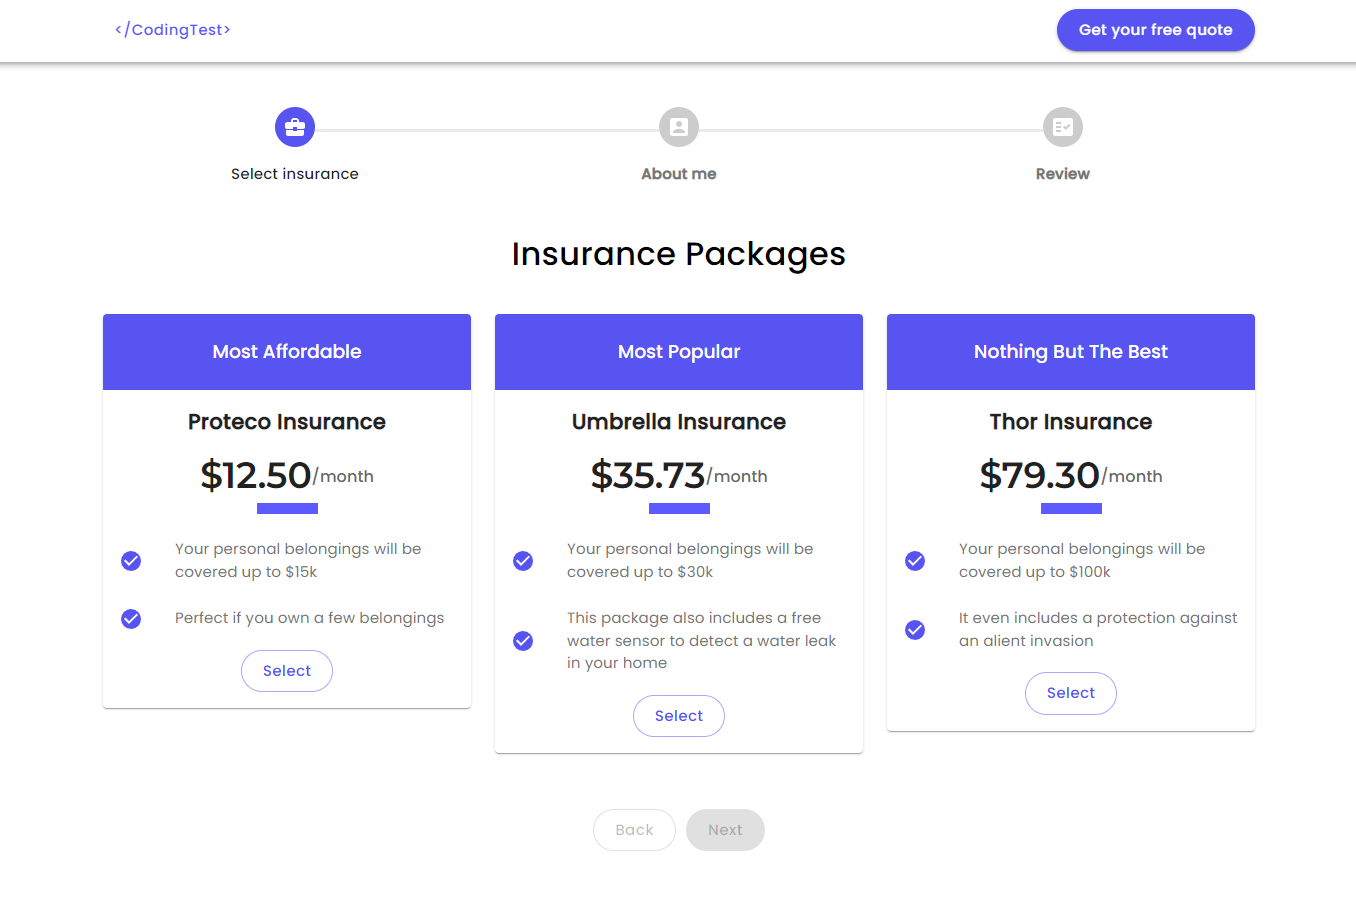 </CodingTest>
Get your free quote
Select insurance
About me
Review
Insurance Packages
Most Affordable
Proteco Insurance
$12.50/month
Your personal belongings will be
covered up to $15k
Perfect if you own a few belongings
Select
Most Popular
Umbrella Insurance
$35.73/month
Your personal belongings will be
covered up to $30k
This package also includes a free
water sensor to detect a water leak
in your home
Select
Nothing But The Best
Thor Insurance
$79.30/month
Your personal belongings will be
covered up to $100k
It even includes a protection against
an alient invasion
Select
Back
Next